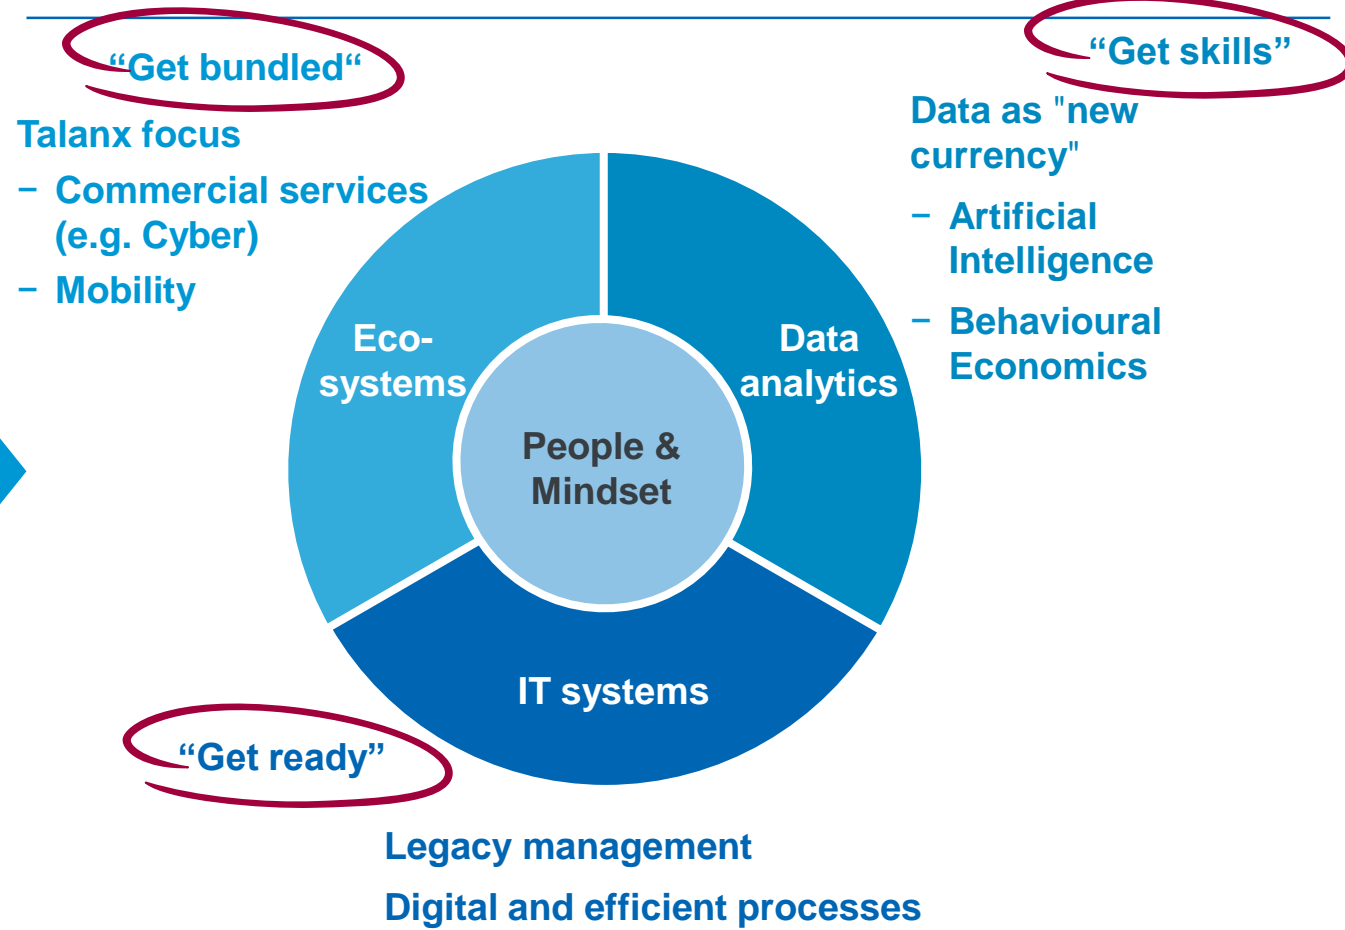 “Get bundled“
Talanx focus
– Commercial services
(e.g. Cyber)
– Mobility
“Get skills”
Data as "new
currency"
– Artificial
Intelligence
– Behavioural
Economics
Eco-
systems
Data
analytics
People &
Mindset
IT systems
“Get ready”
Legacy management
Digital and efficient processes